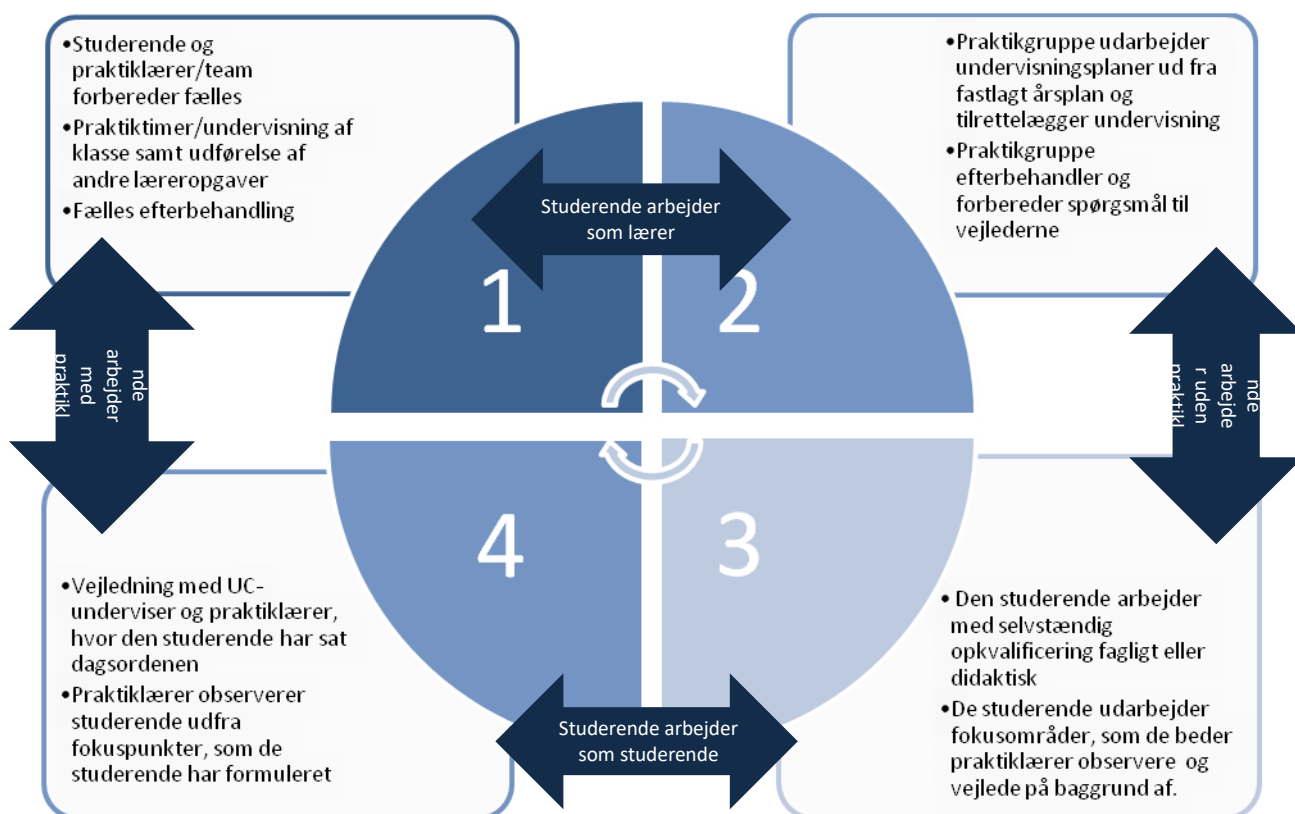 •Studerende og
praktiklærer/team
forbereder fælles
•Praktiktimer/undervisning af
klasse samt udførelse af
andre læreropgaver
•Fælles efterbehandling
•Praktikgruppe udarbejder
undervisningsplaner ud fra
fastlagt årsplan og
tilrettelægger undervisning
•Praktikgruppe
efterbehandler og
forbereder spørgsmål til
vejlederne
Studerende arbejder
som lærer
1
2
nde
arbejder
med
praktikl
nde
arbejde
r uden
praktikl
4
3
•Vejledning med UC-
underviser og praktiklærer,
hvor den studerende har sat
dagsordenen
•Praktiklærer observerer
studerende udfra
fokuspunkter, som de
studerende har formuleret
Studerende arbejder
som studerende
• Den studerende arbejder
med selvstændig
opkvalificering fagligt eller
didaktisk
•De studerende udarbejder
fokusområder, som de beder
praktiklærer observere og
vejlede på baggrund af.